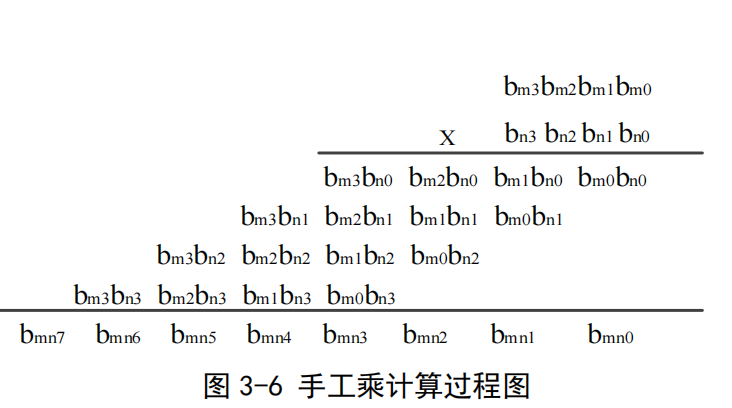 bm3bm2bm1bm0
X bn3 bn2 bn1 bn0
bm3bn0 bm2bn0 bm1bn0 bm0bn0
bm3bn1 bm2bn1 bm1bn1 bm0bn1
bm3bn2 bm2bn2 bm1bn2 bm0bn2
bm3bn3 bm2bn3 bm1bn3 bm0bn3
bmn7 bmn6 bmn5 bmn4 bmn3 bmn2 bmn1 bmn0
图 3-6 手工乘计算过程图